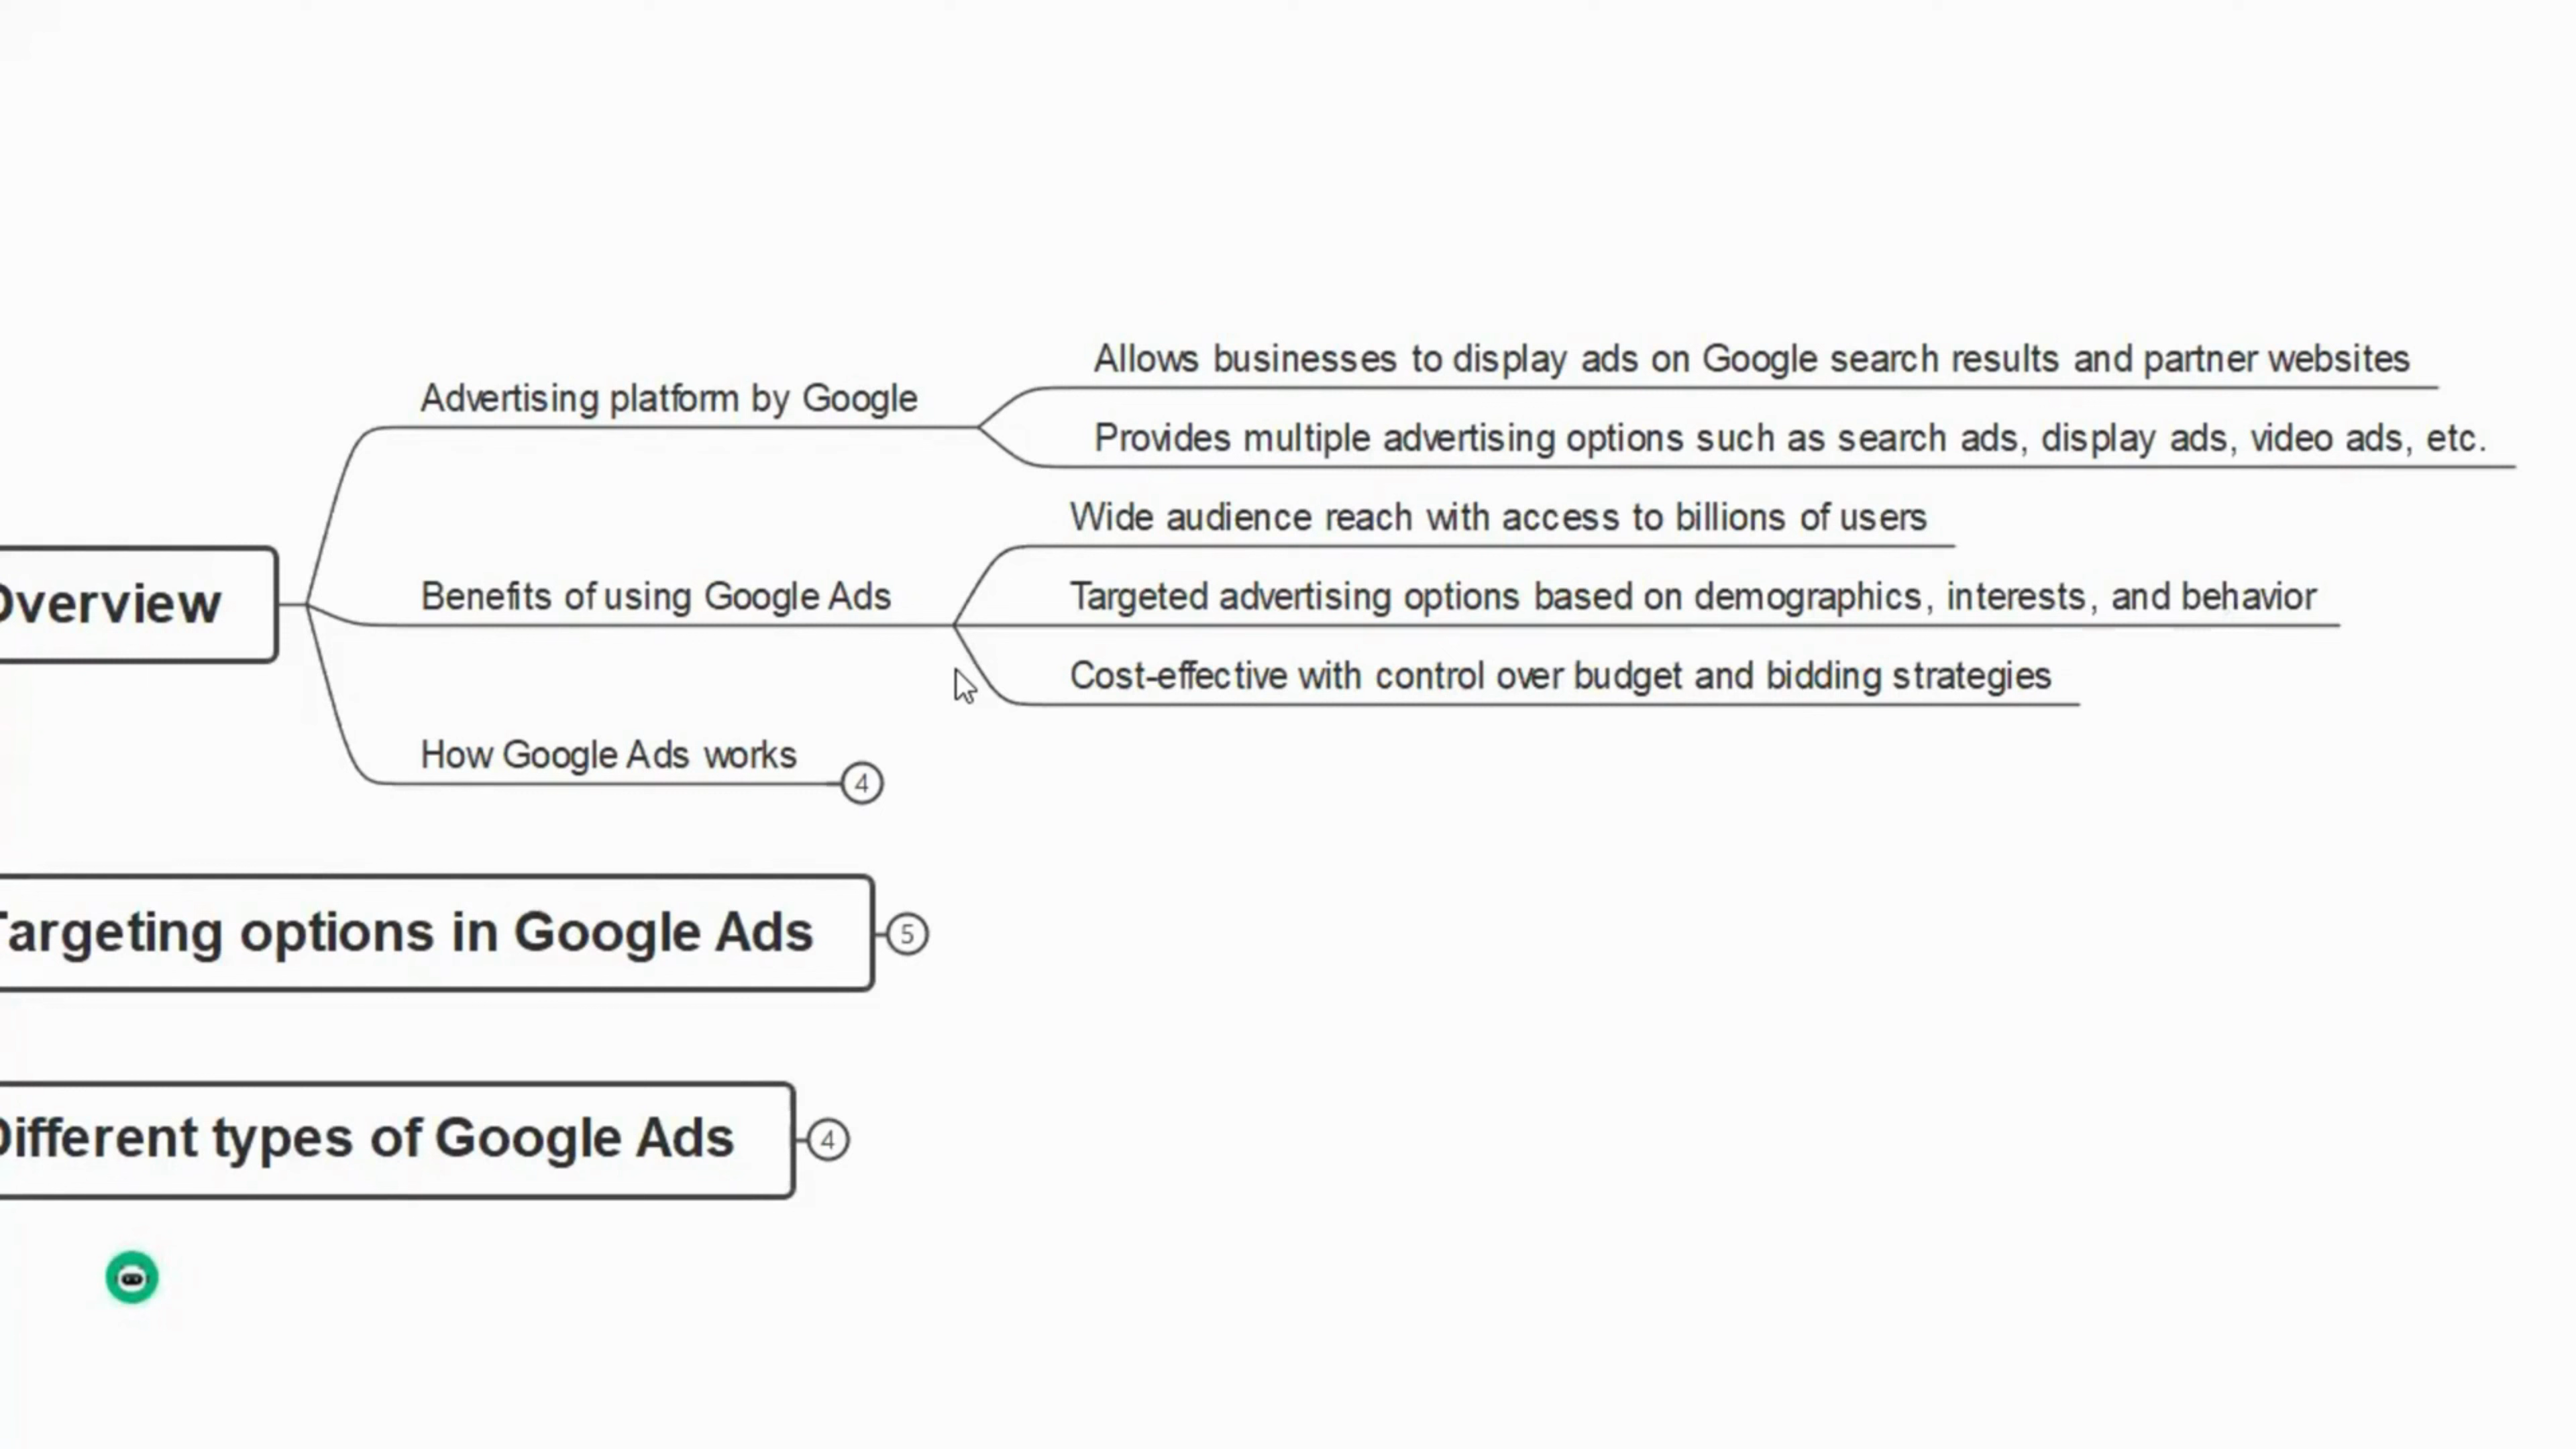 Allows businesses to display ads on Google search results and partner websites
Advertising platform by Google
Provides multiple advertising options such as search ads, display ads, video ads, etc.
Wide audience reach with access to billions of users
Overview
Benefits of using Google Ads
Targeted advertising options based on demographics, interests, and behavior
Cost-effective with control over budget and bidding strategies
How Google Ads works
4
Targeting options in Google Ads
5
Different types of Google Ads
4